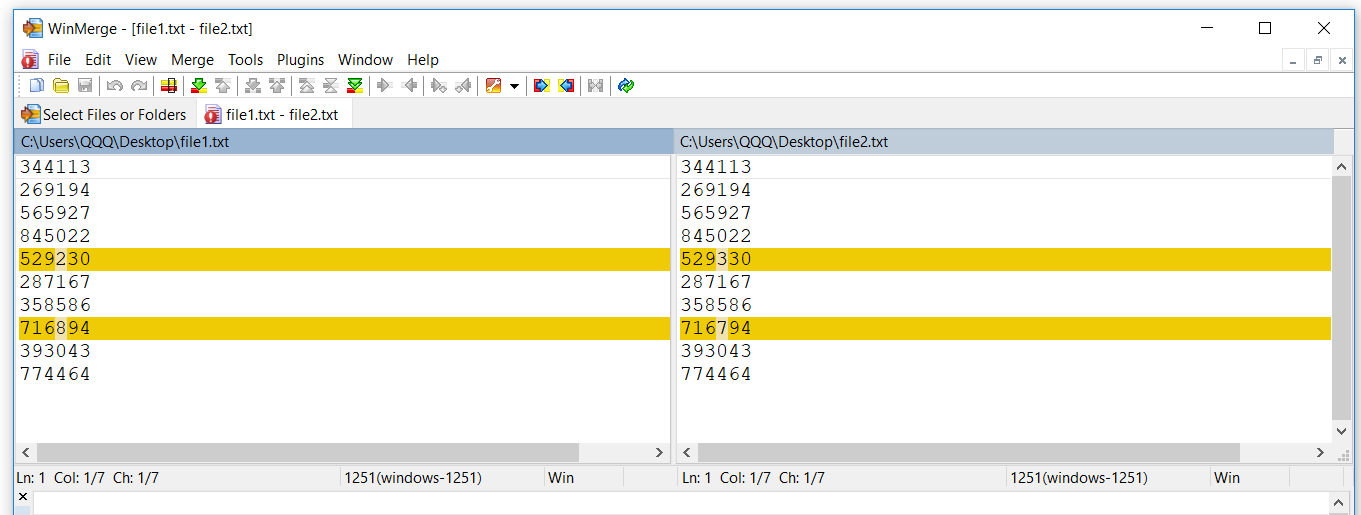 WinMerge - [file1.txt - file2.txt]
File Edit View Merge Tools Plugins Window Help
Select Files or Folders file1.txt - file2.txt
C:\Users\QQQ\Desktop\file1.txt
344113
269194
565927
845022
529230
287167
358586
716894
393043
774464
C:\Users\QQQ\Desktop\file2.txt
344113
269194
565927
845022
529330
287167
358586
716794
393043
774464
Ln: 1 Col: 1/7 Ch: 1/7 1251(windows-1251) Win
Ln: 1 Col: 1/7 Ch: 1/7 1251(windows-1251) Win